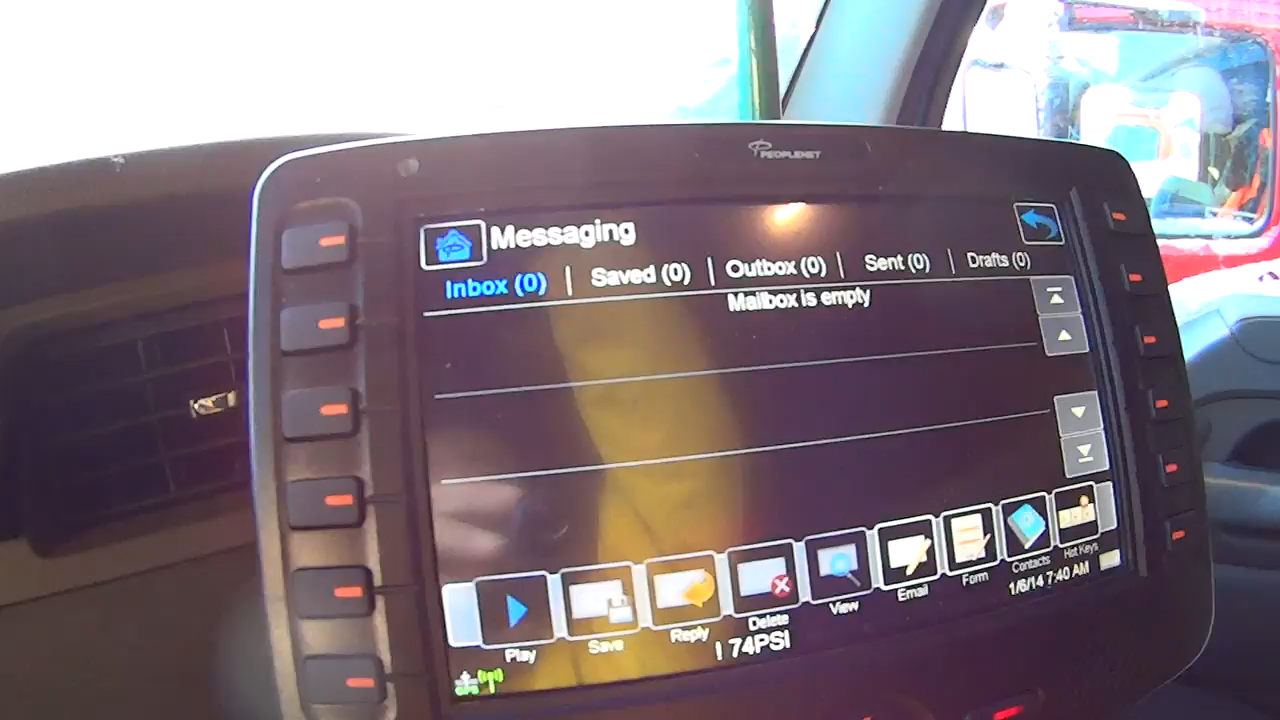 PEOPLENET
Messaging
Inbox (0) Saved (0) Outbox (0) Sent (0) Drafts (0)
Mailbox is empty
Play Save Reply Delete View Email Form Contacts Hot Keys
! 74PSI
1/6/14 7:40 AM
GPS